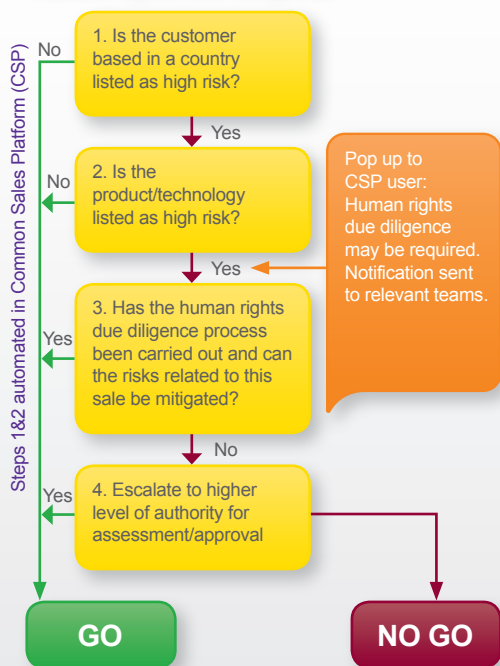 Steps 1&2 automated in Common Sales Platform (CSP)
No
1. Is the customer
based in a country
listed as high risk?
Yes
No
2. Is the
product/technology
listed as high risk?
Yes
Pop up to
CSP user:
Human rights
due diligence
may be required.
Notification sent
to relevant teams.
Yes
3. Has the human rights
due diligence process
been carried out and can
the risks related to this
sale be mitigated?
No
Yes
4. Escalate to higher
level of authority for
assessment/approval
GO
NO GO